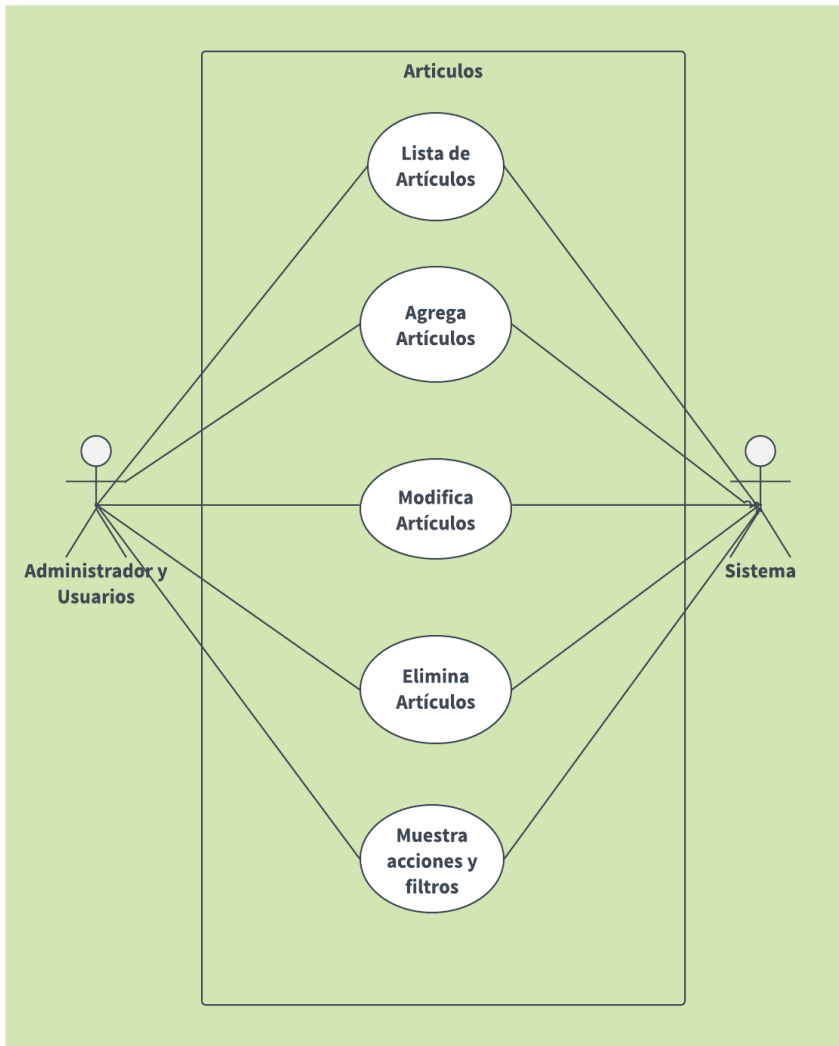 Articulos
Lista de
Artículos
Agrega
Artículos
Modifica
Artículos
Administrador y
Usuarios
Sistema
Elimina
Artículos
Muestra
acciones y
filtros